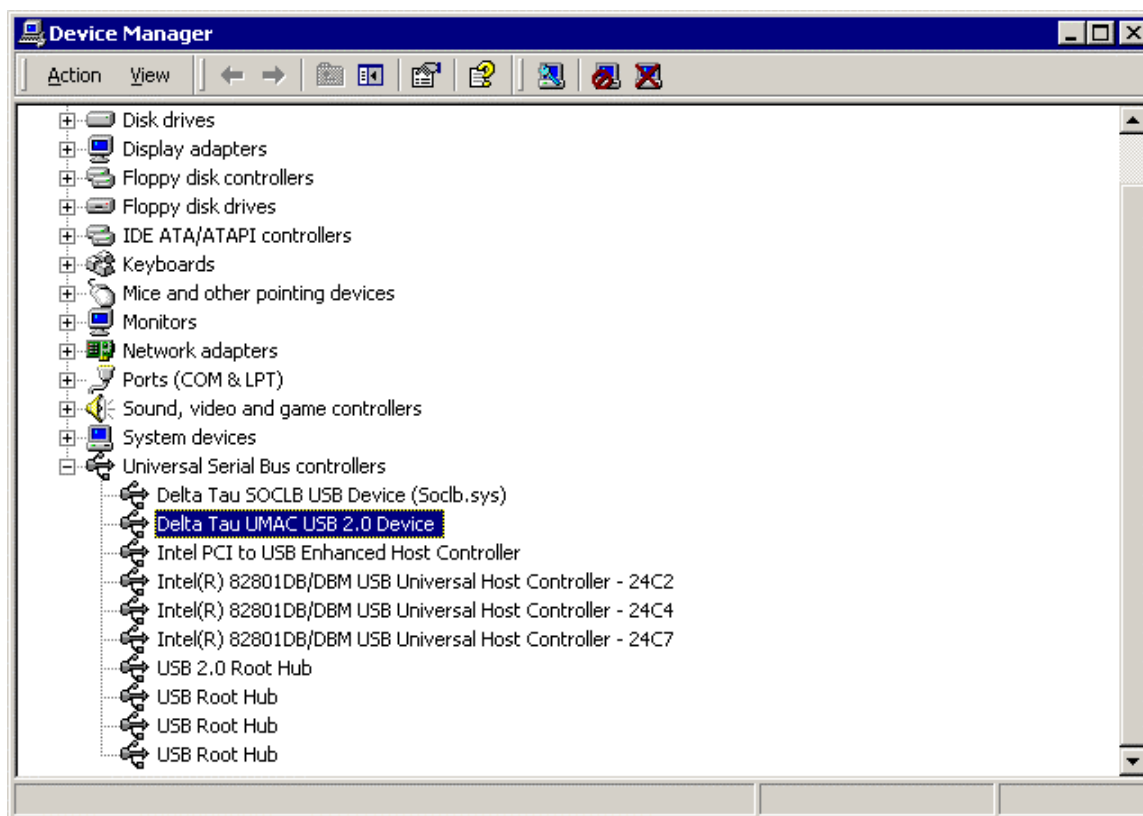 Device Manager
Action View
Disk drives
Display adapters
Floppy disk controllers
Floppy disk drives
IDE ATA/ATAPI controllers
Keyboards
Mice and other pointing devices
Monitors
Network adapters
Ports (COM & LPT)
Sound, video and game controllers
System devices
Universal Serial Bus controllers
Delta Tau SOCLB USB Device (Soclb.sys)
Delta Tau UMAC USB 2.0 Device
Intel PCI to USB Enhanced Host Controller
Intel(R) 82801DB/DBM USB Universal Host Controller - 24C2
Intel(R) 82801DB/DBM USB Universal Host Controller - 24C4
Intel(R) 82801DB/DBM USB Universal Host Controller - 24C7
USB 2.0 Root Hub
USB Root Hub
USB Root Hub
USB Root Hub